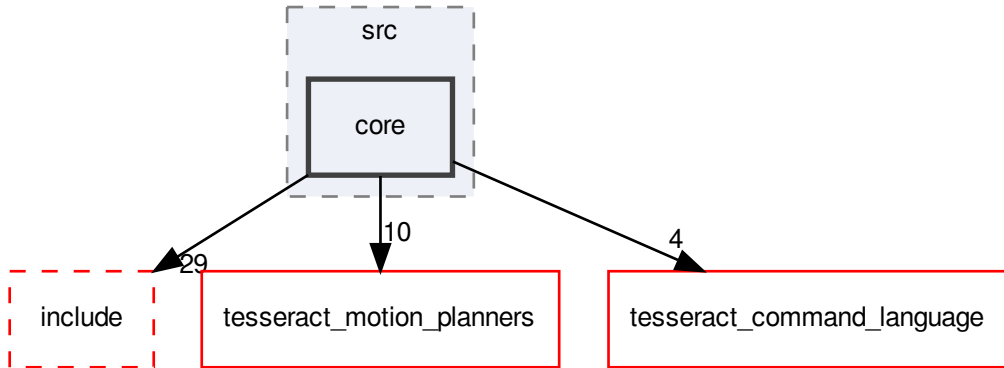 src
core
29
10
4
include
tesseract_motion_planners
tesseract_command_language